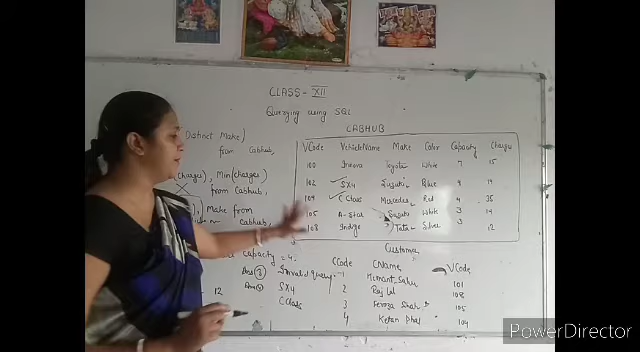 CLASS - XII
Querying using SQL
CABHUB
Distinct Make)
from Cabhub,
VCode VehicleName Make Color Capacity Charges
100 Innova Toyota White 7 15
102 SX4 Suzuki Blue 4 14
104 C Class Mercedes Red 4 35
105 A-Star Suzuki White 3 14
108 Indigo Tata Silver 3 12
charges), Min(charges)
from Cabhub,
Make from
cabhub,
Customer
Capacity = 4.
CCode CName VCode
Invalid query
1 Hemant Sahu 101
12
SX4
2 Raj Lal 108
C Class
3 Feroza Shah 105
4 Ketan Dhal 104
PowerDirector